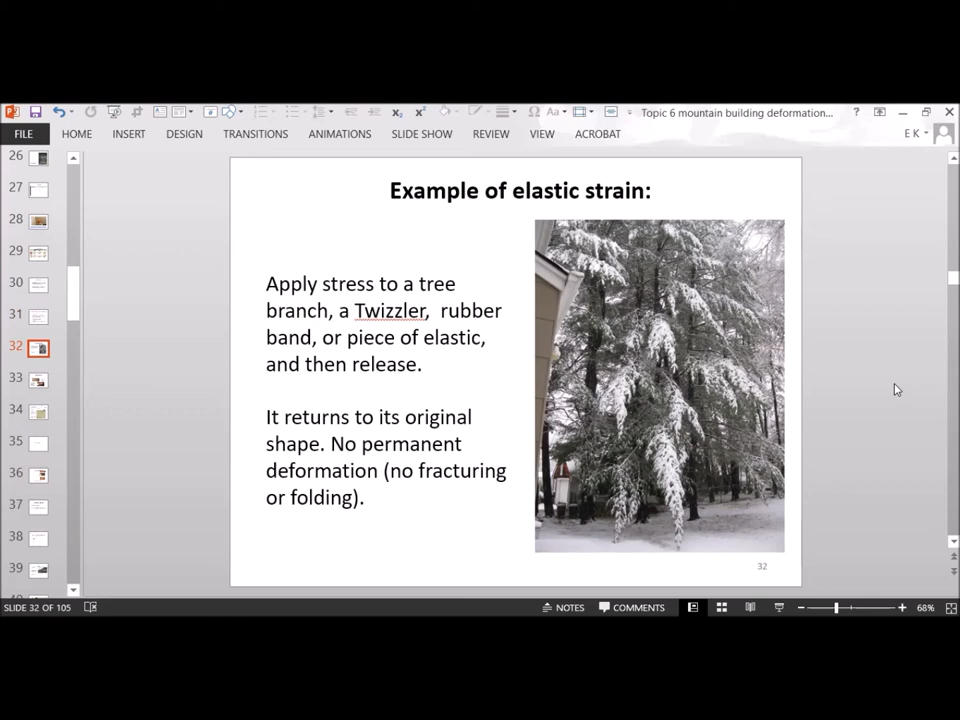 Topic 6 mountain building deformation...
?
FILE
HOME
INSERT
DESIGN
TRANSITIONS
ANIMATIONS
SLIDE SHOW
REVIEW
VIEW
ACROBAT
E K
26
27
28
29
30
31
32
33
34
35
36
37
38
39
Example of elastic strain:
Apply stress to a tree
branch, a Twizzler, rubber
band, or piece of elastic,
and then release.
It returns to its original
shape. No permanent
deformation (no fracturing
or folding).
32
SLIDE 32 OF 105
NOTES
COMMENTS
68%